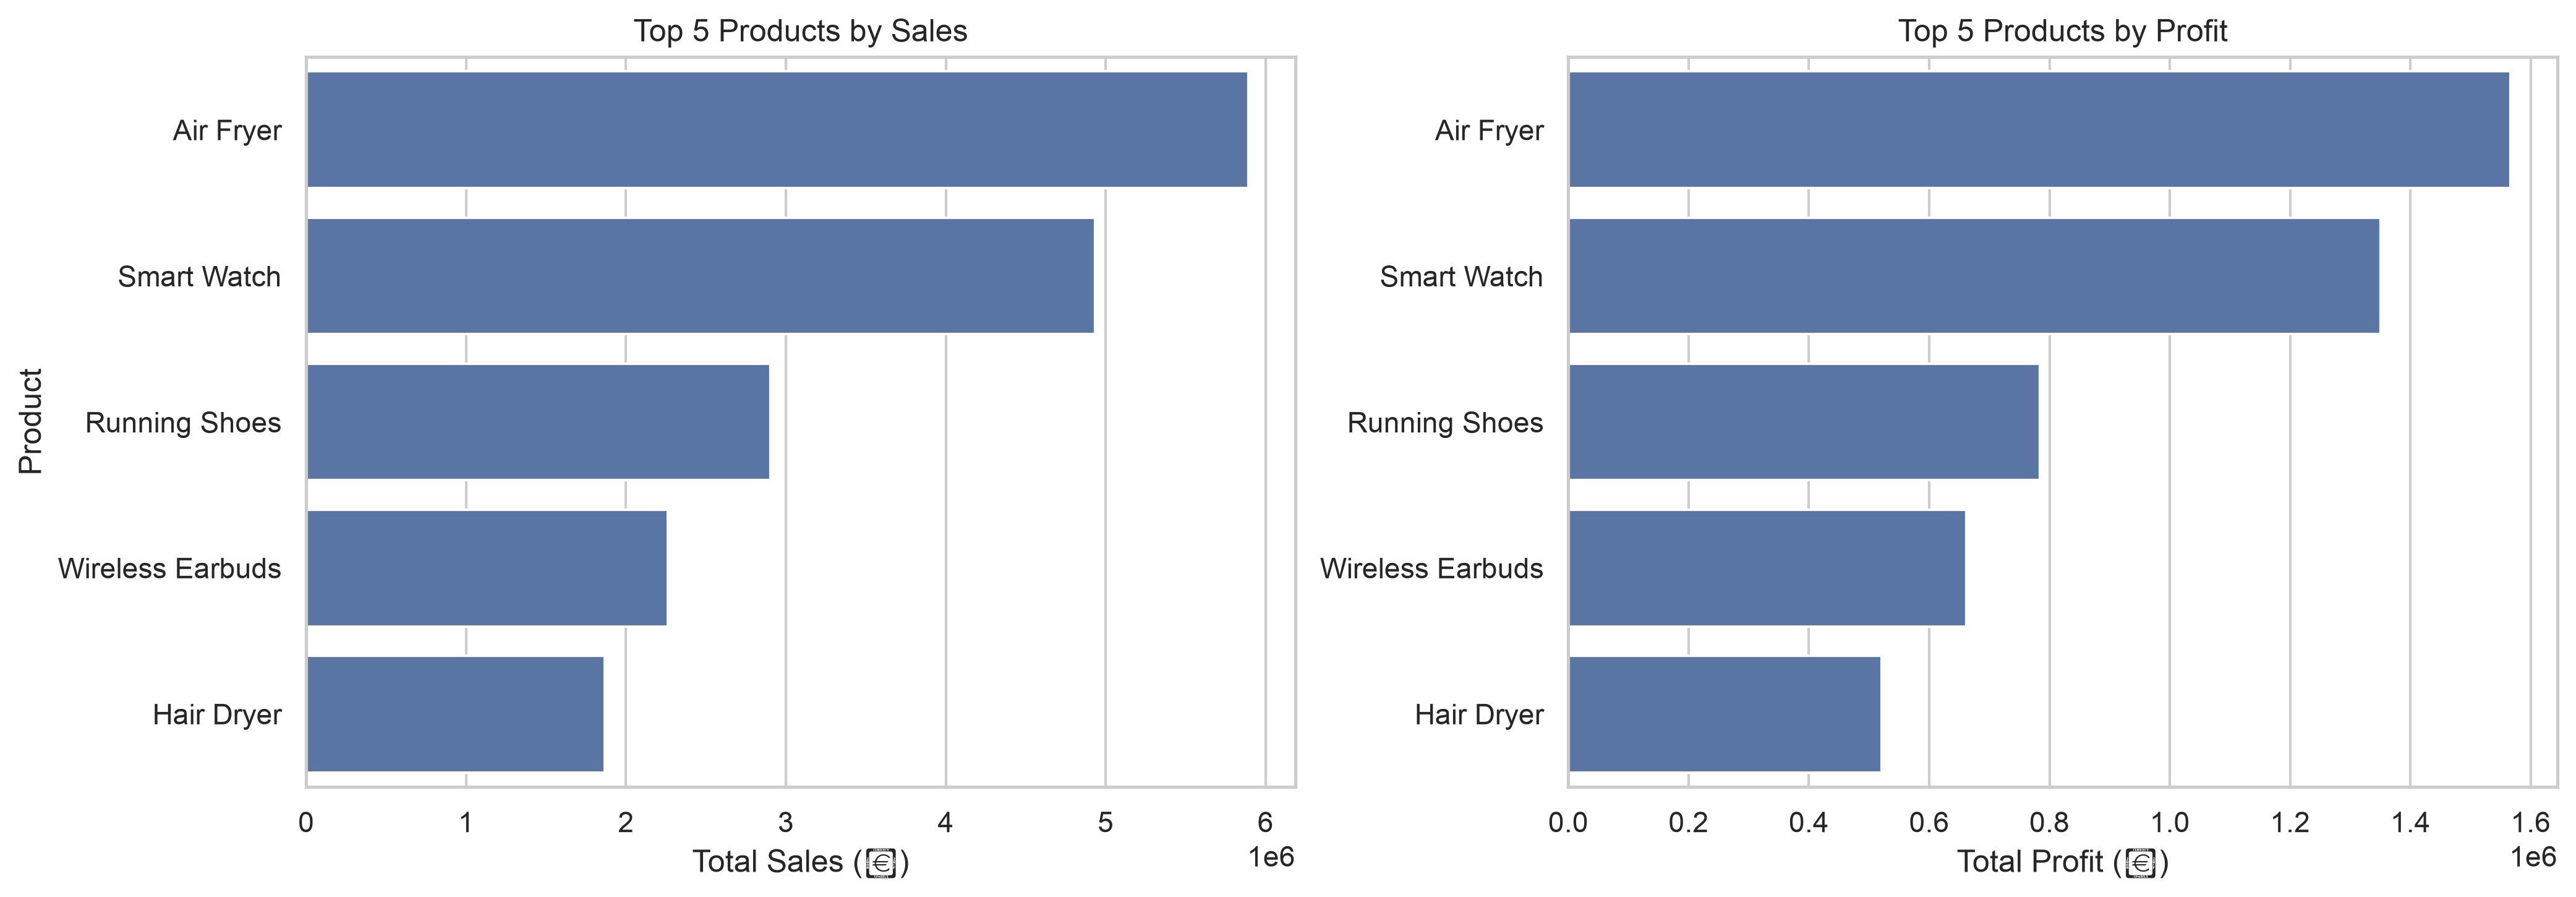 Top 5 Products by Sales
Product
Air Fryer
Smart Watch
Running Shoes
Wireless Earbuds
Hair Dryer
0 1 2 3 4 5 6
1e6
Total Sales (€)
Top 5 Products by Profit
Air Fryer
Smart Watch
Running Shoes
Wireless Earbuds
Hair Dryer
0.0 0.2 0.4 0.6 0.8 1.0 1.2 1.4 1.6
1e6
Total Profit (€)